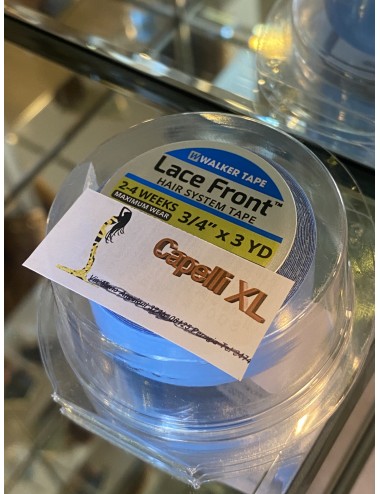 WALKER TAPE
Lace Front™
HAIR SYSTEM TAPE
2-4 WEEKS
MAXIMUM WEAR
3/4" x 3 YD
Capelli XL